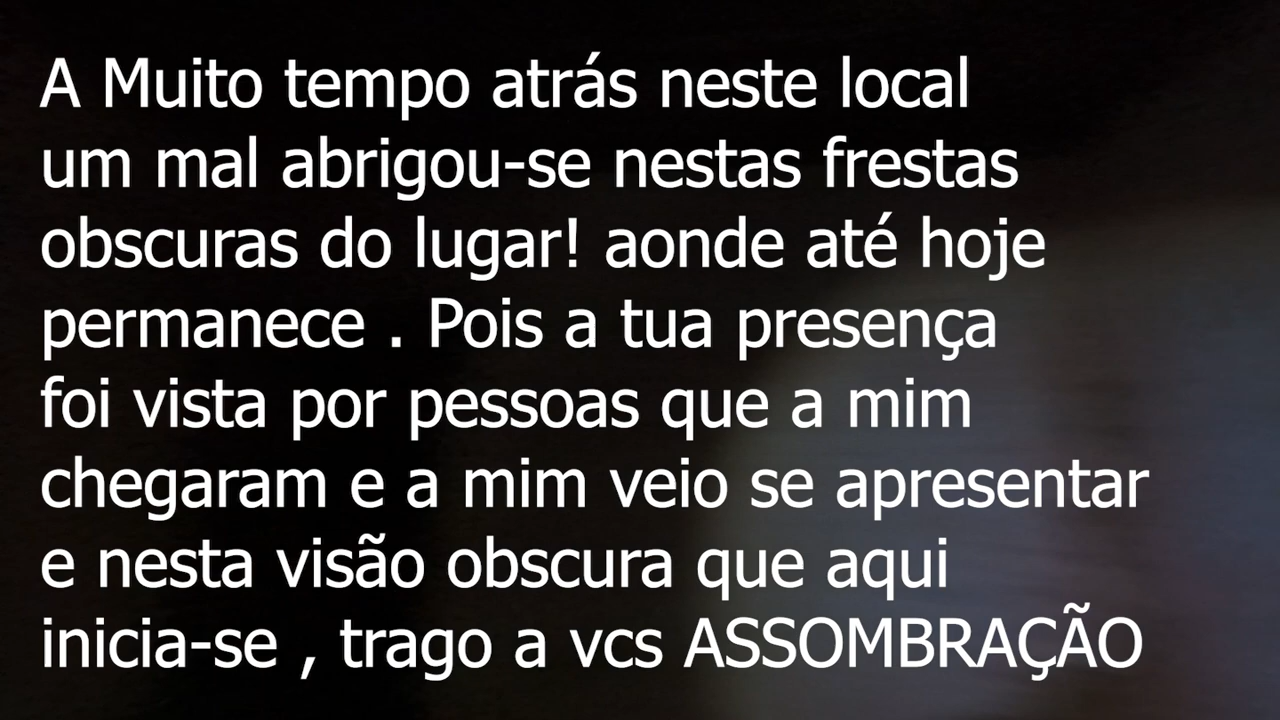 A Muito tempo atrás neste local
um mal abrigou-se nestas frestas
obscuras do lugar! aonde até hoje
permanece . Pois a tua presença
foi vista por pessoas que a mim
chegaram e a mim veio se apresentar
e nesta visão obscura que aqui
inicia-se , trago a vcs ASSOMBRAÇÃO